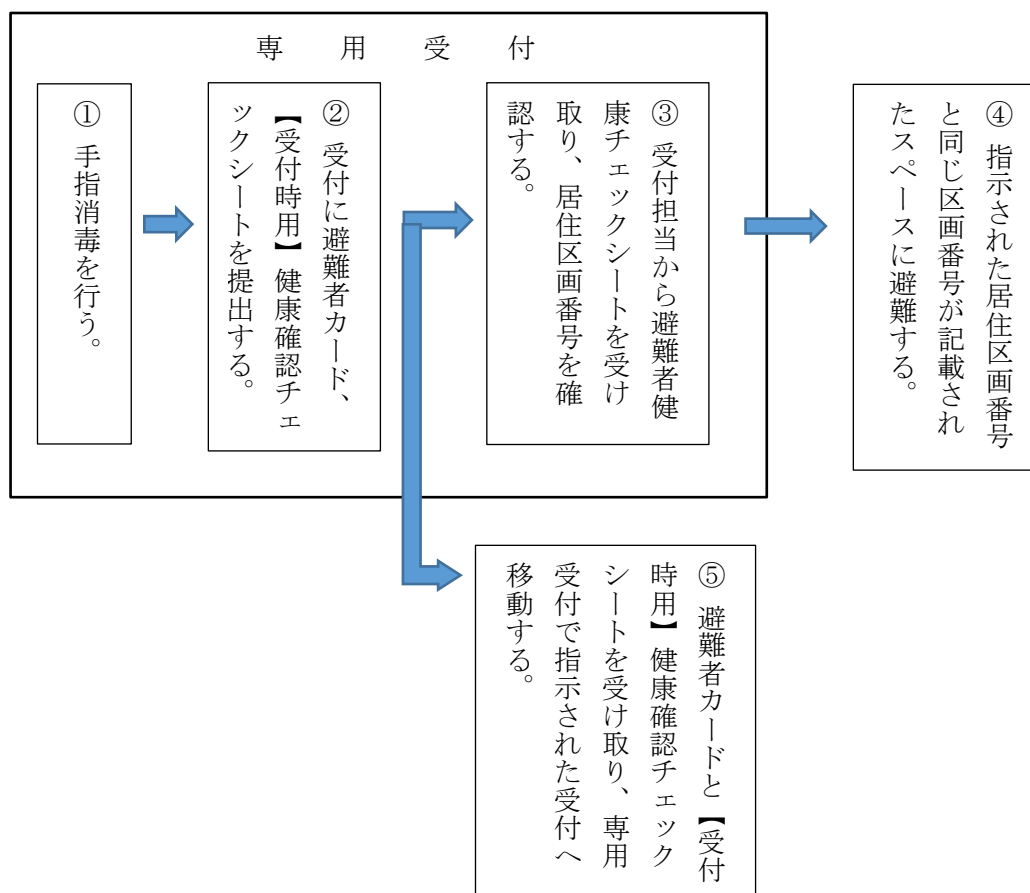 専用受付
① 手指消毒を行う。
② 受付に避難者カード、
【受付時用】健康確認チェ
ックシートを提出する。
③ 受付担当から避難者健
康チェックシートを受け
取り、居住区画番号を確
認する。
④ 指示された居住区画番号
と同じ区画番号が記載され
たスペースに避難する。
⑤ 避難者カードと【受付
時用】健康確認チェック
シートを受け取り、専用
受付で指示された受付へ
移動する。